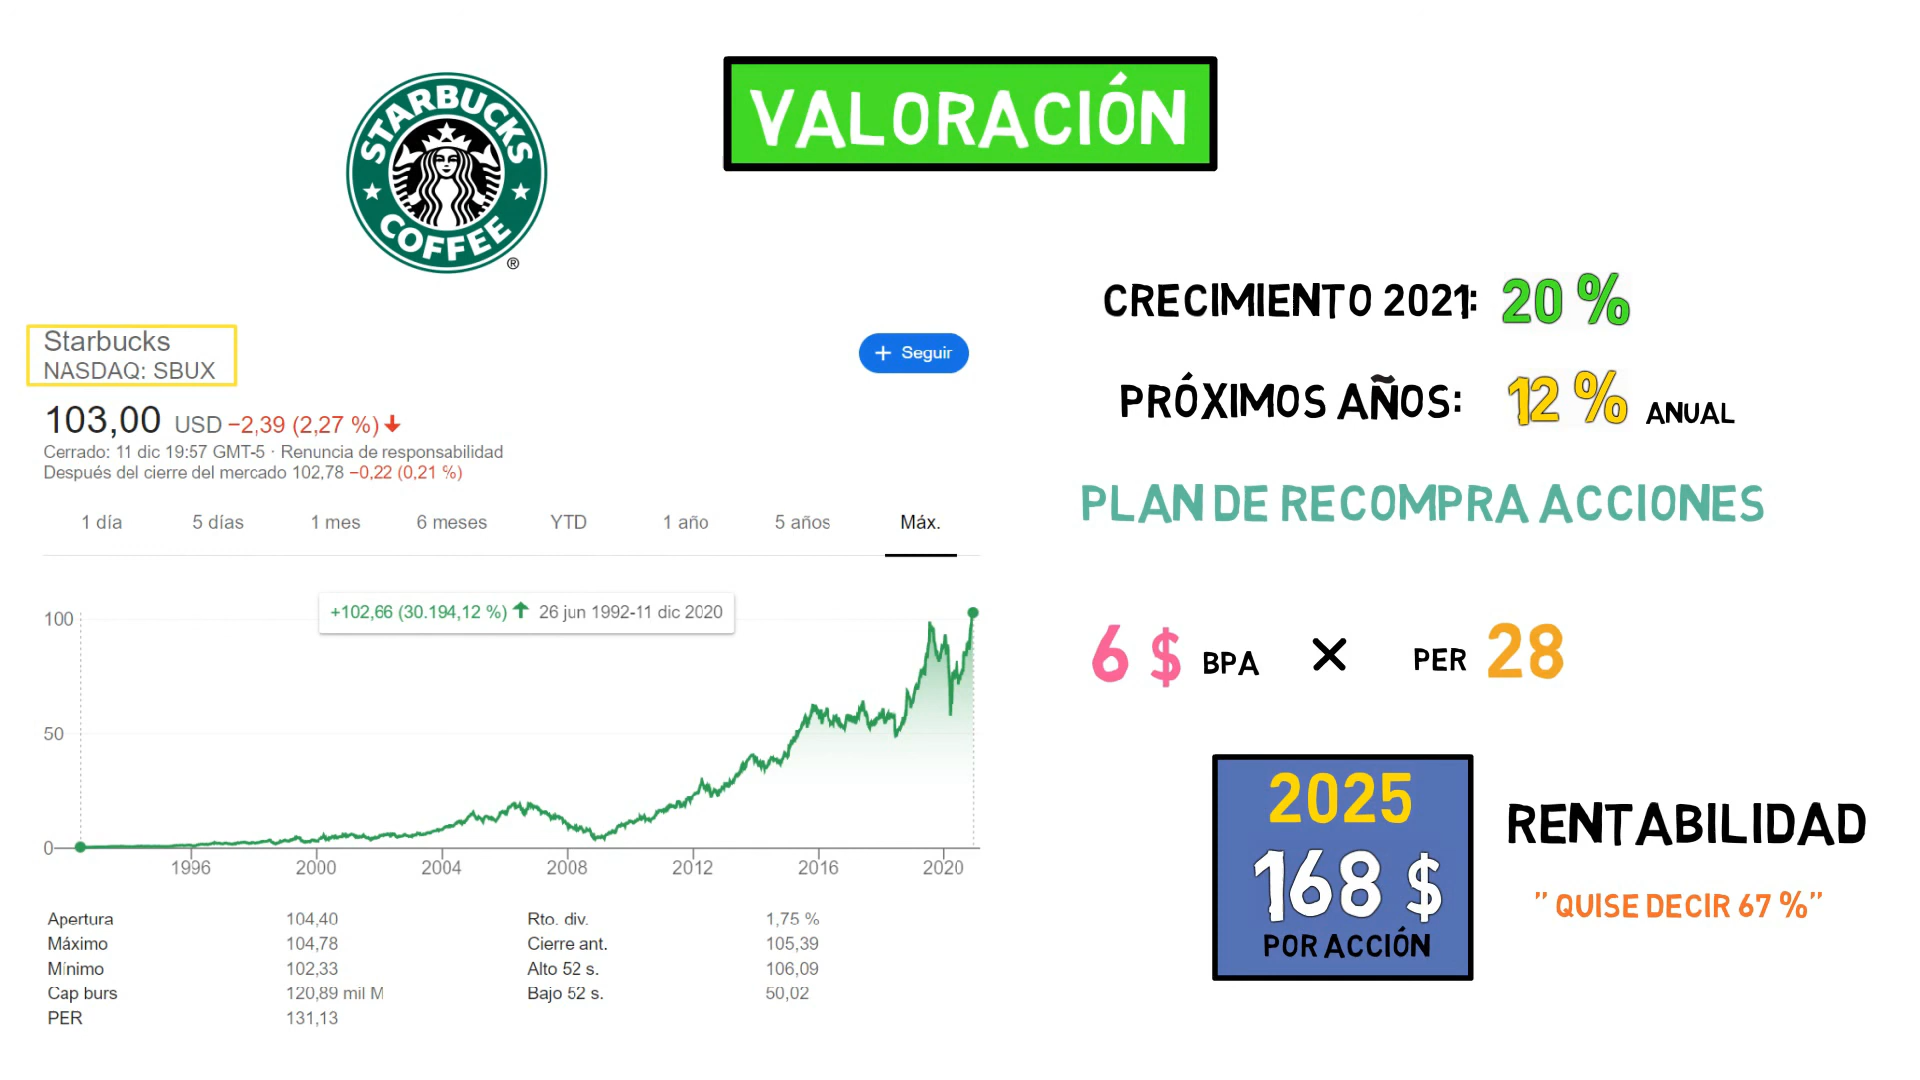 STARBUCKS
COFFEE
®
VALORACIÓN
Starbucks
NASDAQ: SBUX
+ Seguir
103,00 USD −2,39 (2,27 %)
Cerrado: 11 dic 19:57 GMT-5 · Renuncia de responsabilidad
Después del cierre del mercado 102,78 −0,22 (0,21 %)
1 día 5 días 1 mes 6 meses YTD 1 año 5 años Máx.
+102,66 (30.194,12 %) 26 jun 1992-11 dic 2020
100
50
0
1996 2000 2004 2008 2012 2016 2020
Apertura 104,40 Rto. div. 1,75 %
Máximo 104,78 Cierre ant. 105,39
Mínimo 102,33 Alto 52 s. 106,09
Cap burs 120,89 mil M Bajo 52 s. 50,02
PER 131,13
CRECIMIENTO 2021: 20 %
PRÓXIMOS AÑOS: 12 % ANUAL
PLAN DE RECOMPRA ACCIONES
6 $ BPA × PER 28
2025
168 $
POR ACCIÓN
RENTABILIDAD
" QUISE DECIR 67 %"